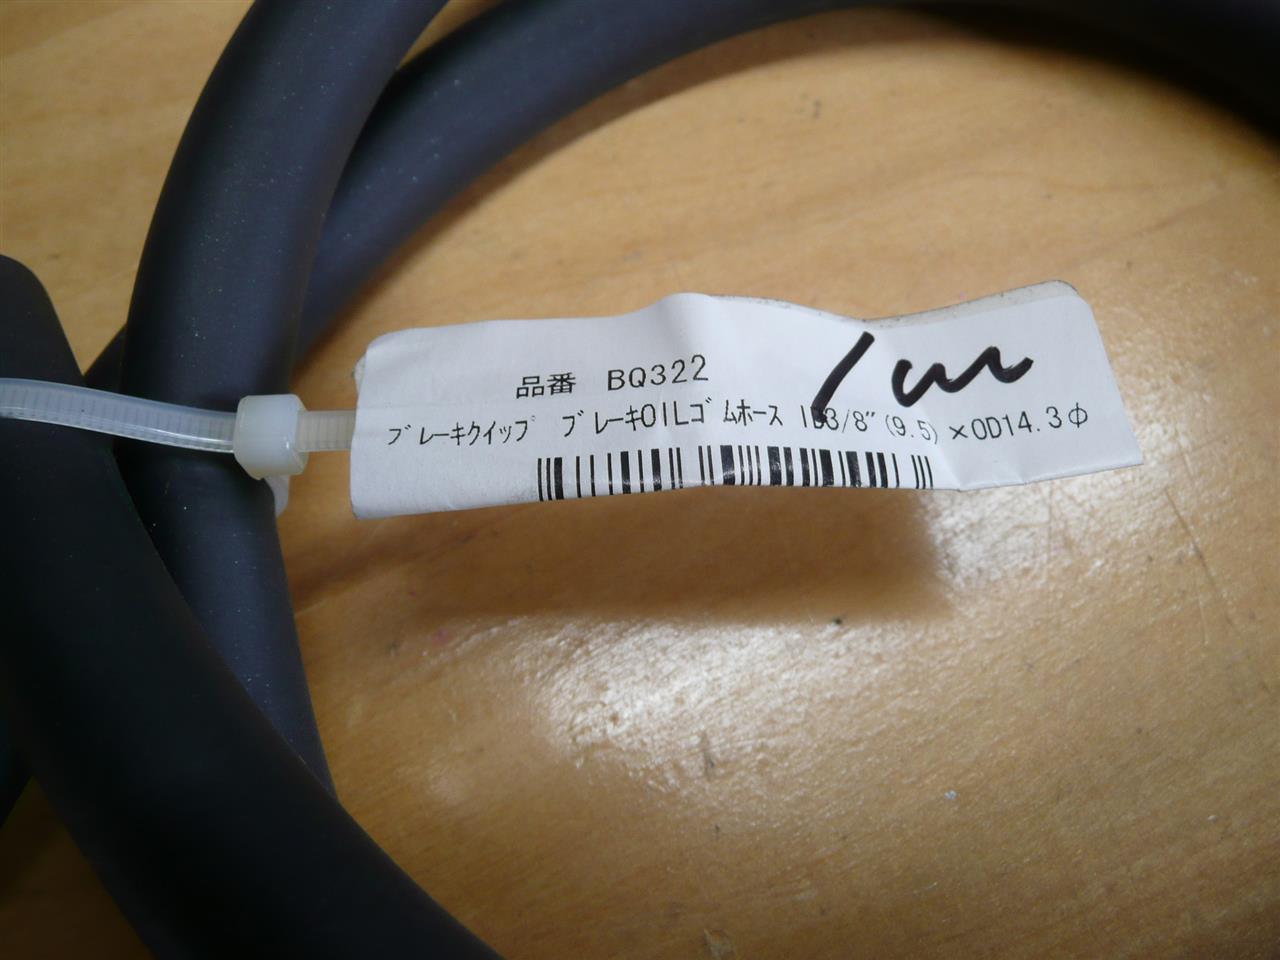 品番 BQ322
1m
ﾌﾞﾚｰｷｸｲｯﾌﾟ ﾌﾞﾚｰｷOILｺﾞﾑﾎｰｽ ID3/8"(9.5)×OD14.3φ